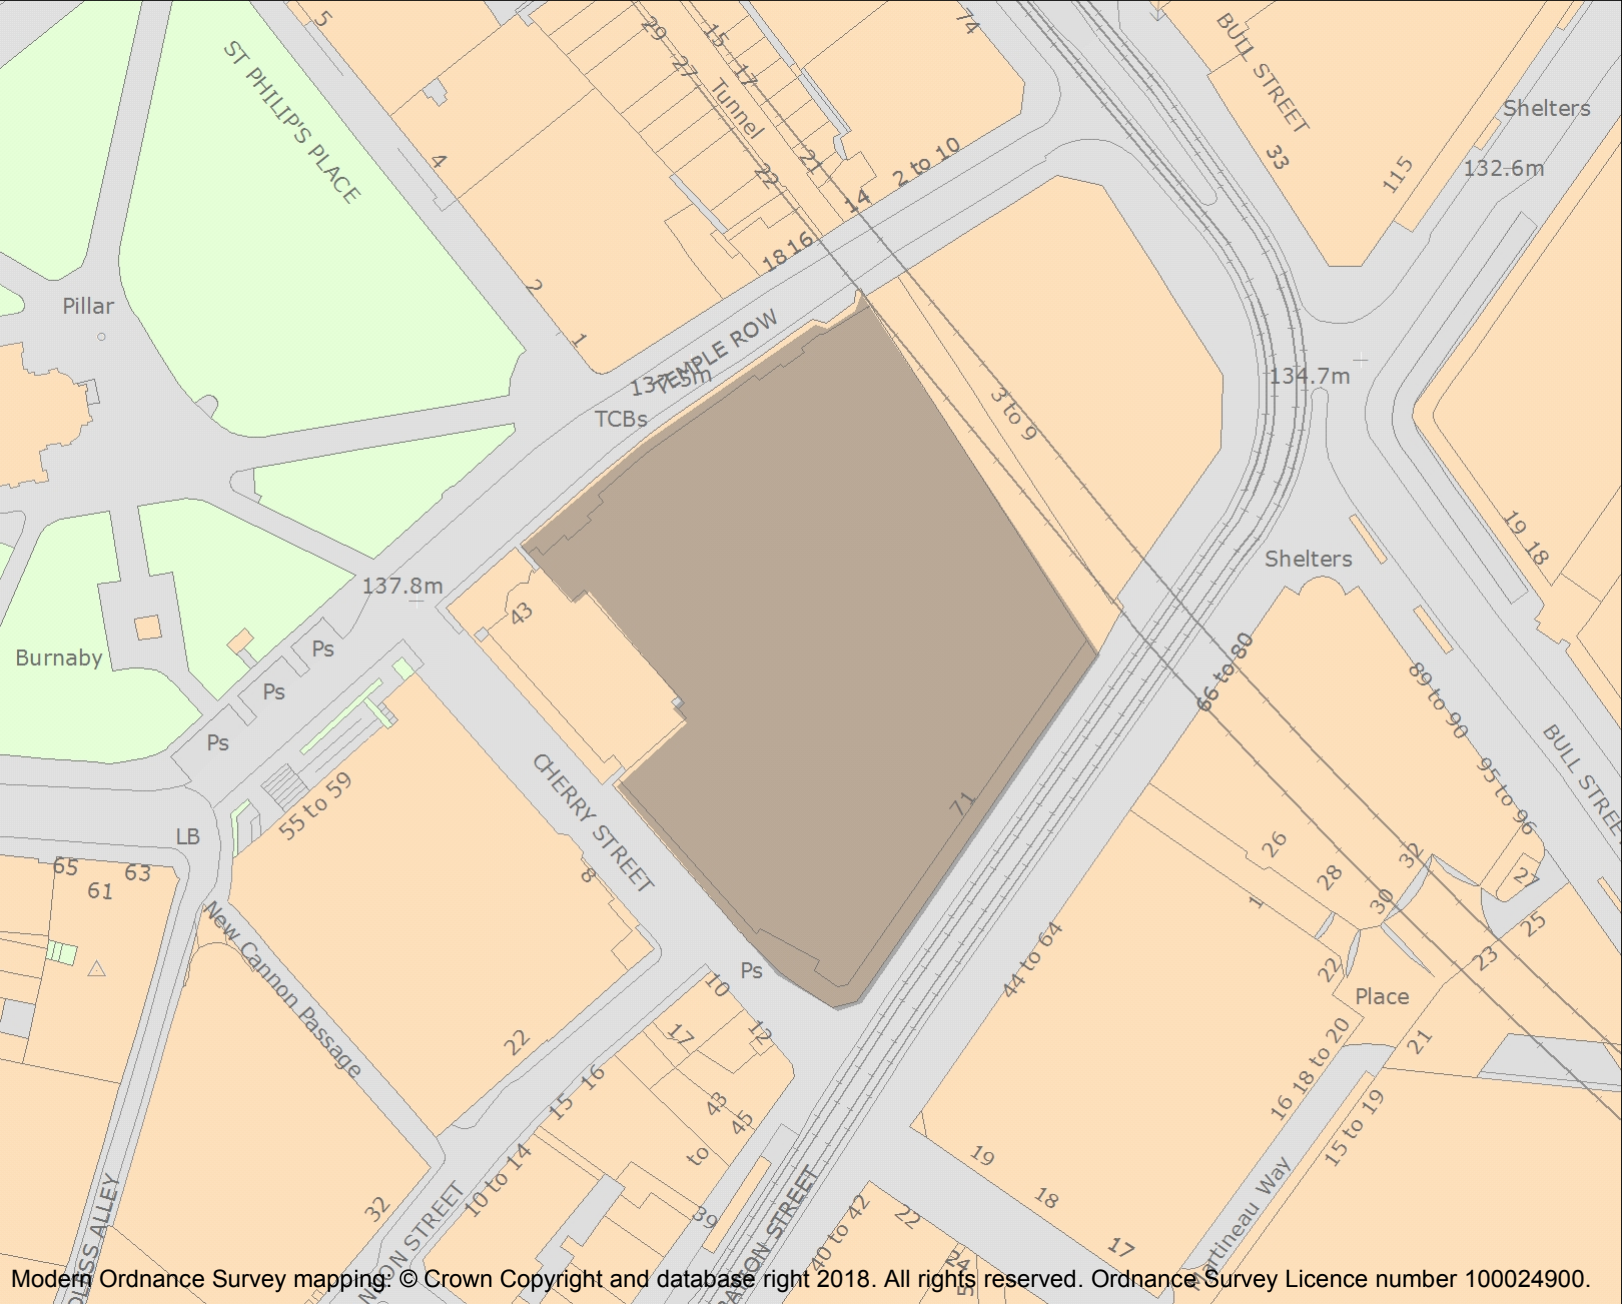 5
ST PHILIP'S PLACE
29
27
15
17
Tunnel
74
BULL STREET
Shelters
33
132.6m
115
4
21
22
2 to 10
14
16
18
2
1
Pillar
TEMPLE ROW
TCBs
134.7m
3 to 9
19
18
Shelters
137.8m
43
Burnaby
Ps
Ps
Ps
66 to 80
89 to 90
BULL STREE
95 to 96
CHERRY STREET
71
55 to 59
LB
65
61
63
8
26
28
32
30
27
1
25
23
22
44 to 64
Place
New Cannon Passage
Ps
10
12
17
22
16
15
43
to
45
18 to 20
16
21
15 to 19
10 to 14
32
39
19
18
17
22
40 to 42
24
Martineau Way
NON STREET
Modern Ordnance Survey mapping: © Crown Copyright and database right 2018. All rights reserved. Ordnance Survey Licence number 100024900.